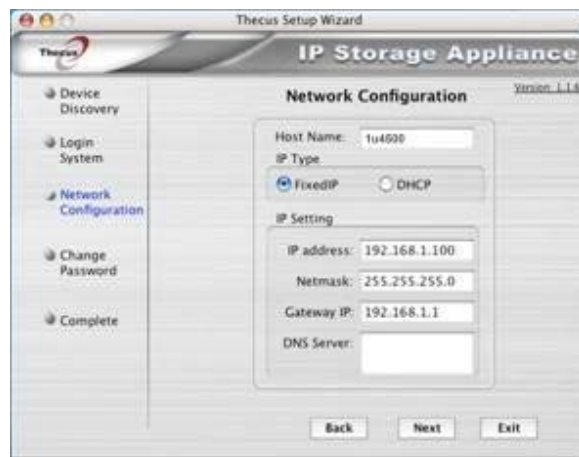 Thecus Setup Wizard
Thecus
IP Storage Appliance
Device
Discovery
Login
System
Network
Configuration
Change
Password
Complete
Network Configuration
Version 1.1.6
Host Name: 1u4600
IP Type
FixedIP DHCP
IP Setting
IP address: 192.168.1.100
Netmask: 255.255.255.0
Gateway IP: 192.168.1.1
DNS Server:
Back Next Exit